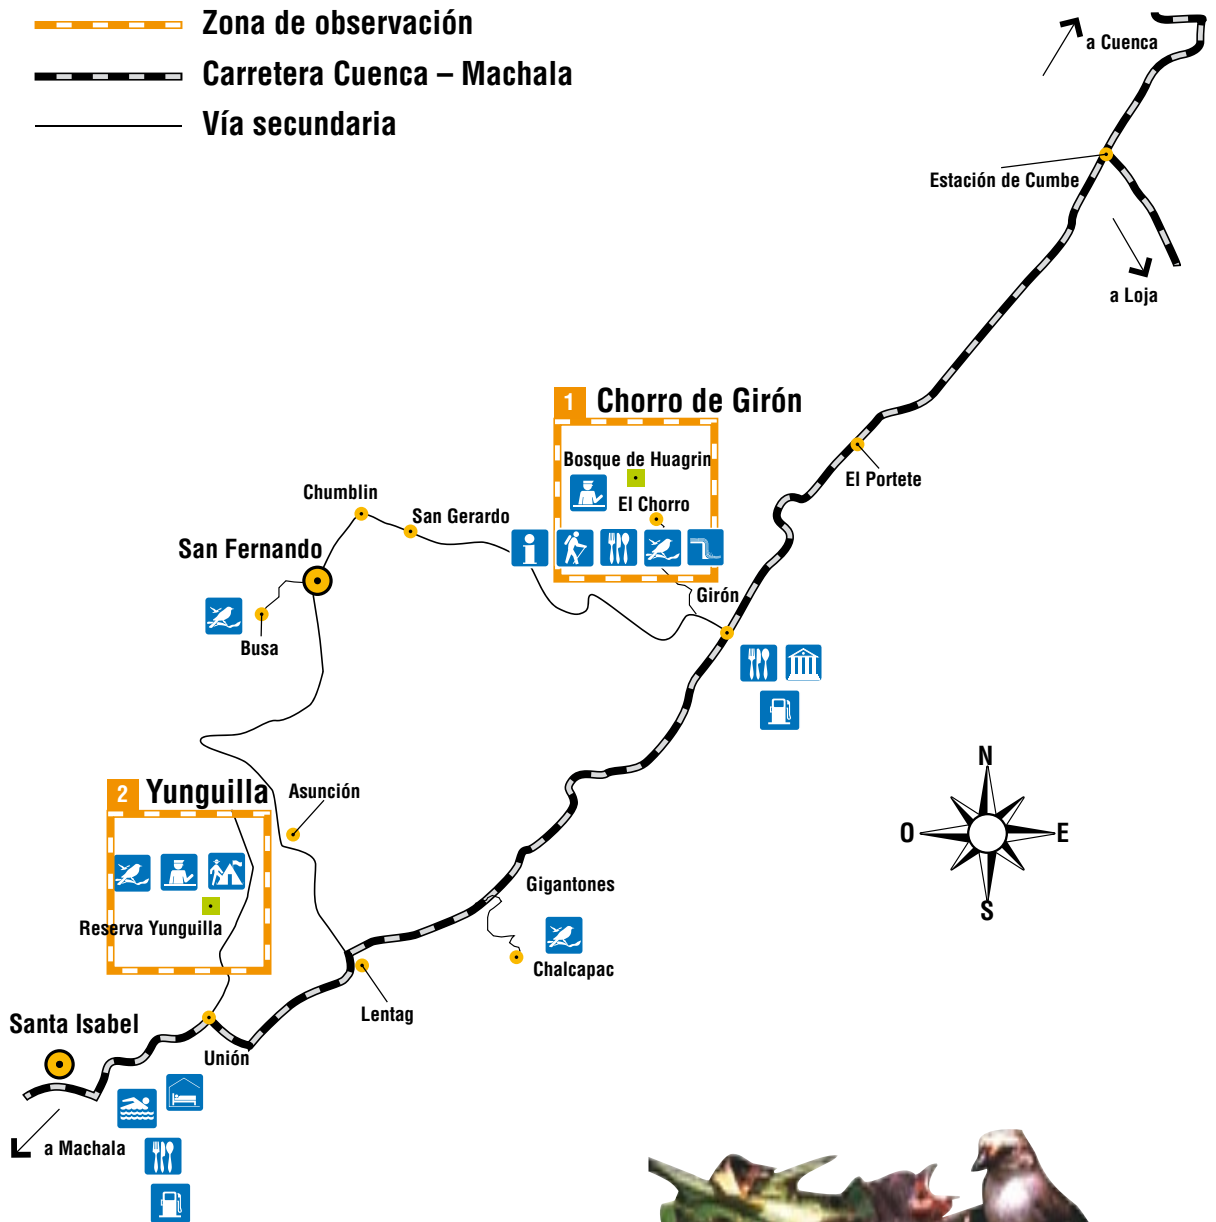 Zona de observación
Carretera Cuenca – Machala
Vía secundaria
a Cuenca
Estación de Cumbe
a Loja
1 Chorro de Girón
Bosque de Huagrin
El Portete
Chumblin
El Chorro
San Gerardo
San Fernando
Girón
Busa
N
2 Yunguilla
Asunción
O
E
Gigantones
S
Reserva Yunguilla
Chalcapac
Lentag
Santa Isabel
Unión
a Machala